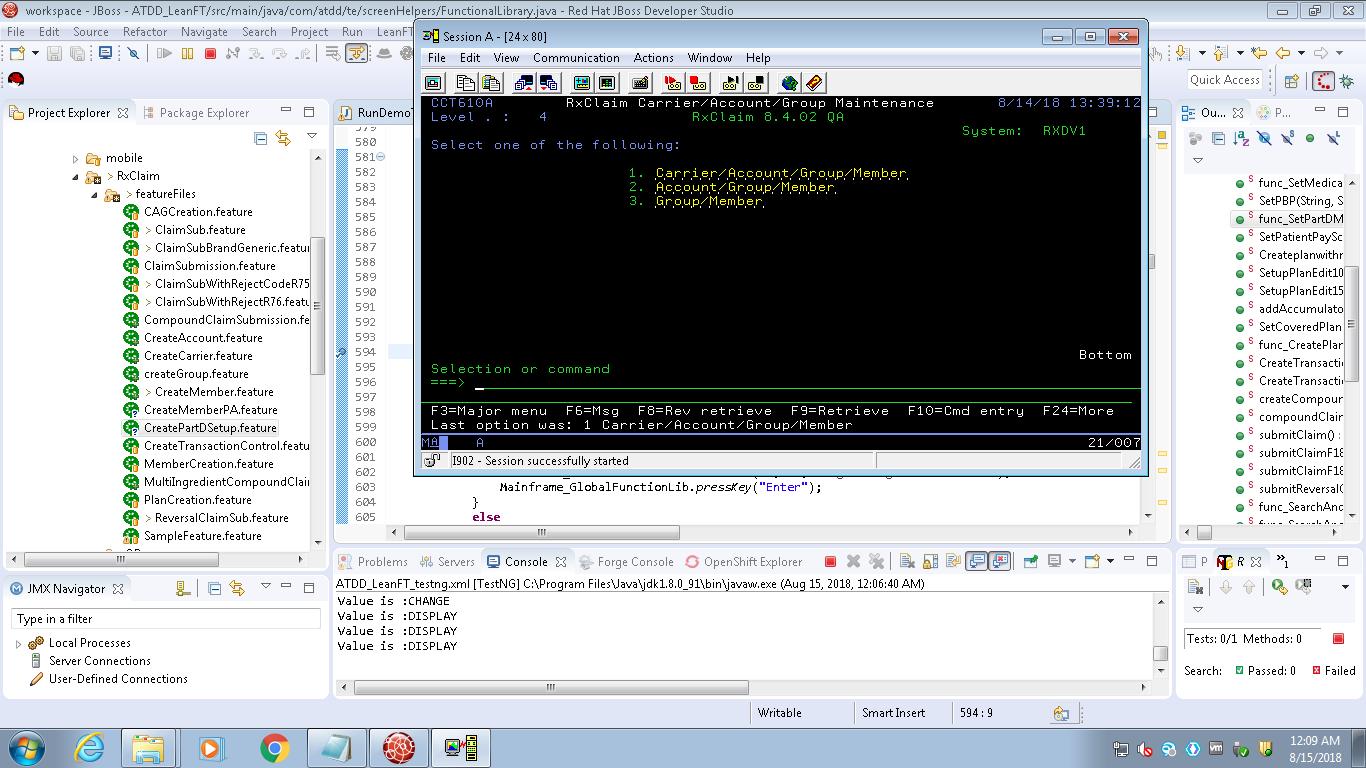 workspace - JBoss - ATDD_LeanFT/src/main/java/com/atdd/te/screenHelpers/FunctionalLibrary.java - Red Hat JBoss Developer Studio
File Edit Source Refactor Navigate Search Project Run LeanFT
Quick Access
Project Explorer
Package Explorer
mobile
> RxClaim
> featureFiles
CAGCreation.feature
> ClaimSub.feature
> ClaimSubBrandGeneric.featur
ClaimSubmission.feature
> ClaimSubWithRejectCodeR75
> ClaimSubWithRejectR76.featu
CompoundClaimSubmission.fe
CreateAccount.feature
CreateCarrier.feature
createGroup.feature
> CreateMember.feature
CreateMemberPA.feature
CreatePartDSetup.feature
CreateTransactionControl.feature
MemberCreation.feature
MultiIngredientCompoundClai
PlanCreation.feature
> ReversalClaimSub.feature
SampleFeature.feature
RunDemoT
579
580
581
582
583
584
585
586
587
588
589
590
591
592
593
594
595
596
597
598
599
600
601
602
603
604
605
Session A - [24 x 80]
File Edit View Communication Actions Window Help
CCT610A RxClaim Carrier/Account/Group Maintenance 8/14/18 13:39:12
Level . : 4 RxClaim 8.4.02 QA
System: RXDV1
Select one of the following:
1. Carrier/Account/Group/Member
2. Account/Group/Member
3. Group/Member
Bottom
Selection or command
===>
F3=Major menu F6=Msg F8=Rev retrieve F9=Retrieve F10=Cmd entry F24=More
Last option was: 1 Carrier/Account/Group/Member
MA A 21/007
I902 - Session successfully started
Mainframe_GlobalFunctionLib.pressKey("Enter");
}
else
Ou...
P...
func_SetMedica
SetPBP(String, S
func_SetPartDM
SetPatientPaySc
Createplanwithr
SetupPlanEdit10
SetupPlanEdit15
addAccumulato
SetCoveredPlan
func_CreatePlan
CreateTransacti
CreateTransacti
createCompour
compoundClain
submitClaim() :
submitClaimF18
submitClaimF18
submitReversalC
func_SearchAnd
func_SearchAnd
Problems Servers Console Forge Console OpenShift Explorer
ATDD_LeanFT_testng.xml [TestNG] C:\Program Files\Java\jdk1.8.0_91\bin\javaw.exe (Aug 15, 2018, 12:06:40 AM)
Value is :CHANGE
Value is :DISPLAY
Value is :DISPLAY
Value is :DISPLAY
JMX Navigator
Type in a filter
Local Processes
Server Connections
User-Defined Connections
P
R
»1
Tests: 0/1 Methods: 0
Search: Passed: 0 Failed
Writable
Smart Insert
594 : 9
12:09 AM
8/15/2018